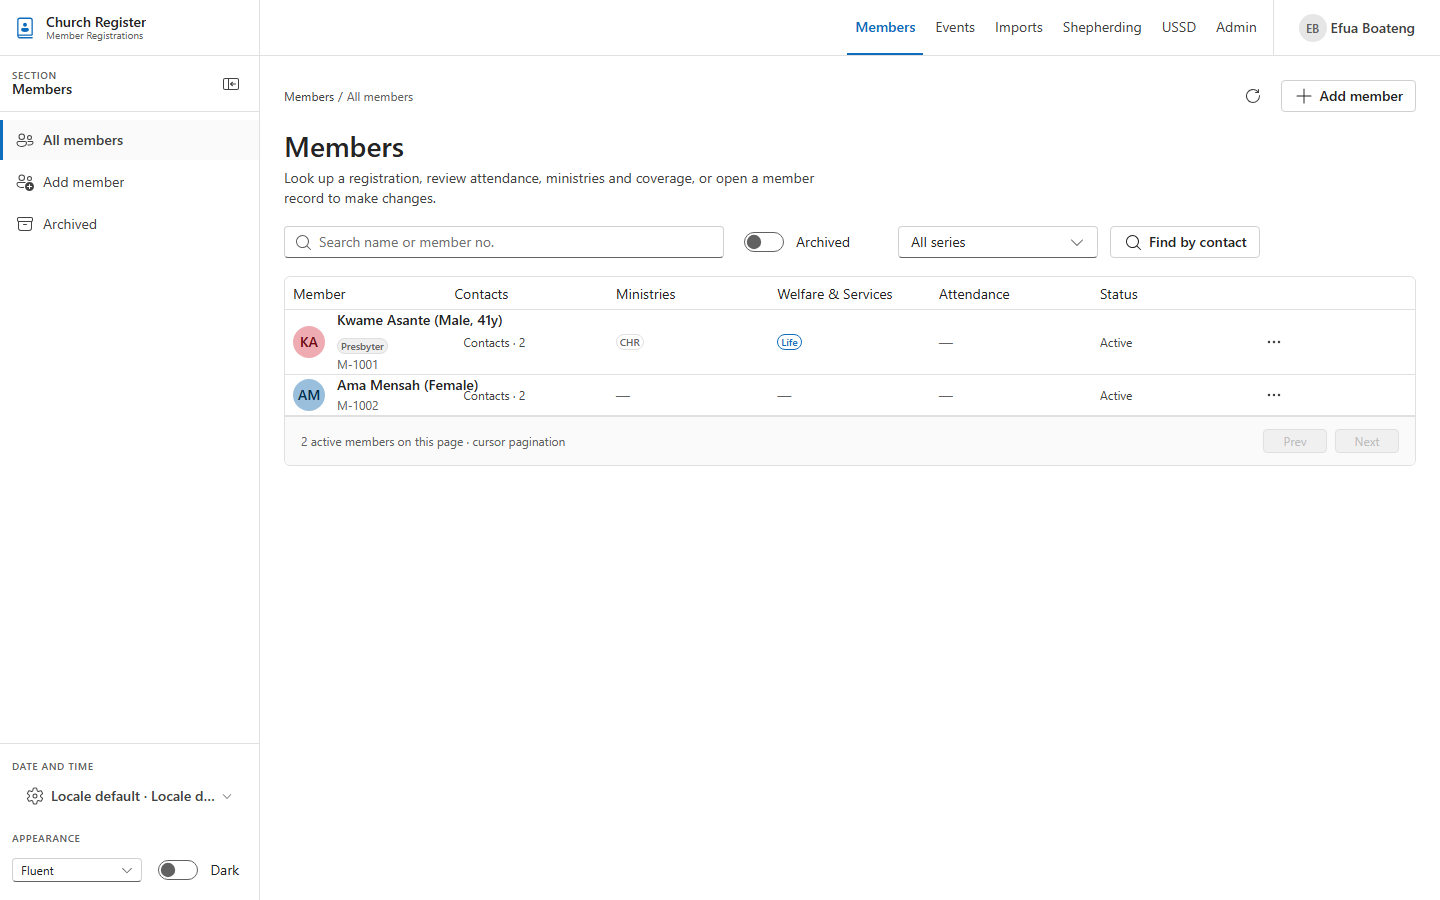 Church Register
Member Registrations
Members Events Imports Shepherding USSD Admin
EB Efua Boateng
SECTION
Members
All members
Add member
Archived
Members / All members
Add member
Members
Look up a registration, review attendance, ministries and coverage, or open a member
record to make changes.
Search name or member no.
Archived
All series
Find by contact
Member Contacts Ministries Welfare & Services Attendance Status
KA Kwame Asante (Male, 41y)
Presbyter
M-1001
Contacts · 2 CHR Life — Active ···
AM Ama Mensah (Female)
M-1002
Contacts · 2 — — — Active ···
2 active members on this page · cursor pagination
Prev Next
DATE AND TIME
Locale default · Locale d...
APPEARANCE
Fluent
Dark